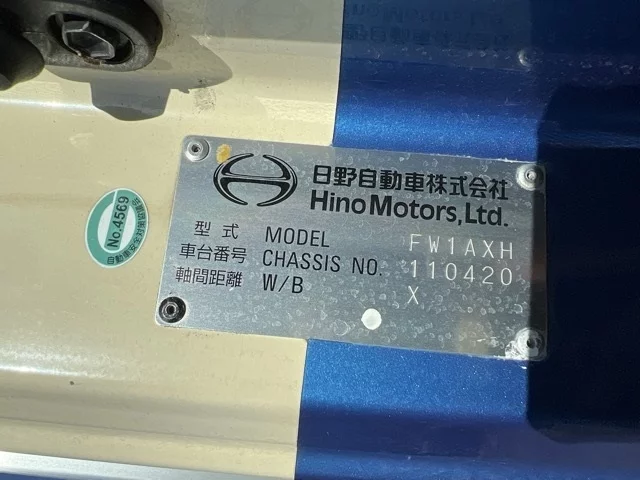 日野自動車株式会社
Hino Motors, Ltd.
型式 MODEL FW1AXH
車台番号 CHASSIS NO. 110420
軸間距離 W/B X
No.4569